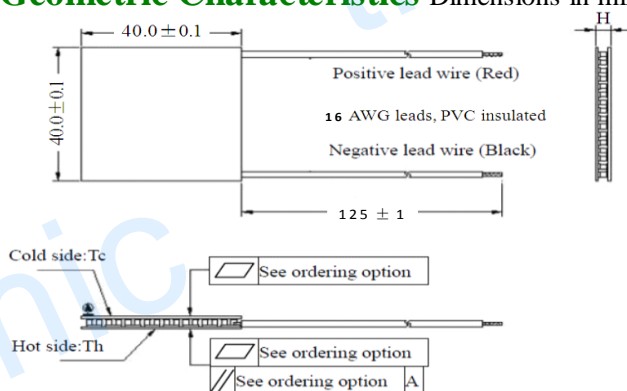 Geometric Characteristics Dimensions in
40.0±0.1
H
40.0±0.1
Positive lead wire (Red)
16 AWG leads, PVC insulated
Negative lead wire (Black)
125 ± 1
Cold side:Tc
See ordering option
A
Hot side:Th
See ordering option
See ordering option A
nic